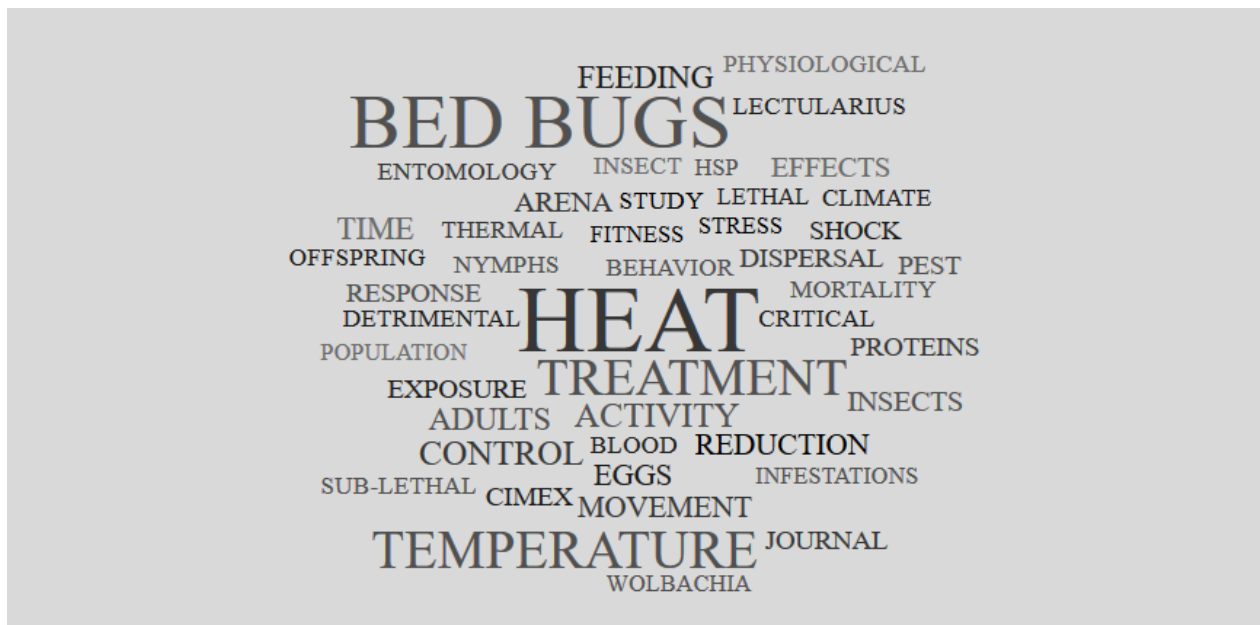 FEEDING PHYSIOLOGICAL
BED BUGS LECTULARIUS
ENTOMOLOGY INSECT HSP EFFECTS
ARENA STUDY LETHAL CLIMATE
TIME THERMAL FITNESS STRESS SHOCK
OFFSPRING NYMPHS BEHAVIOR DISPERSAL PEST
RESPONSE HEAT MORTALITY
DETRIMENTAL CRITICAL
POPULATION PROTEINS
EXPOSURE TREATMENT INSECTS
ADULTS ACTIVITY
CONTROL BLOOD REDUCTION
EGGS INFESTATIONS
SUB-LETHAL CIMEX MOVEMENT
TEMPERATURE JOURNAL
WOLBACHIA